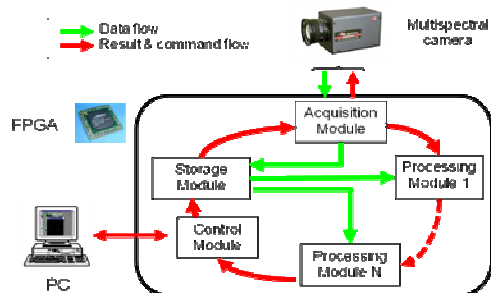 Data flow
Result & command flow
Multispectral
camera
FPGA
Acquisition
Module
Storage
Module
Processing
Module 1
Control
Module
Processing
Module N
PC